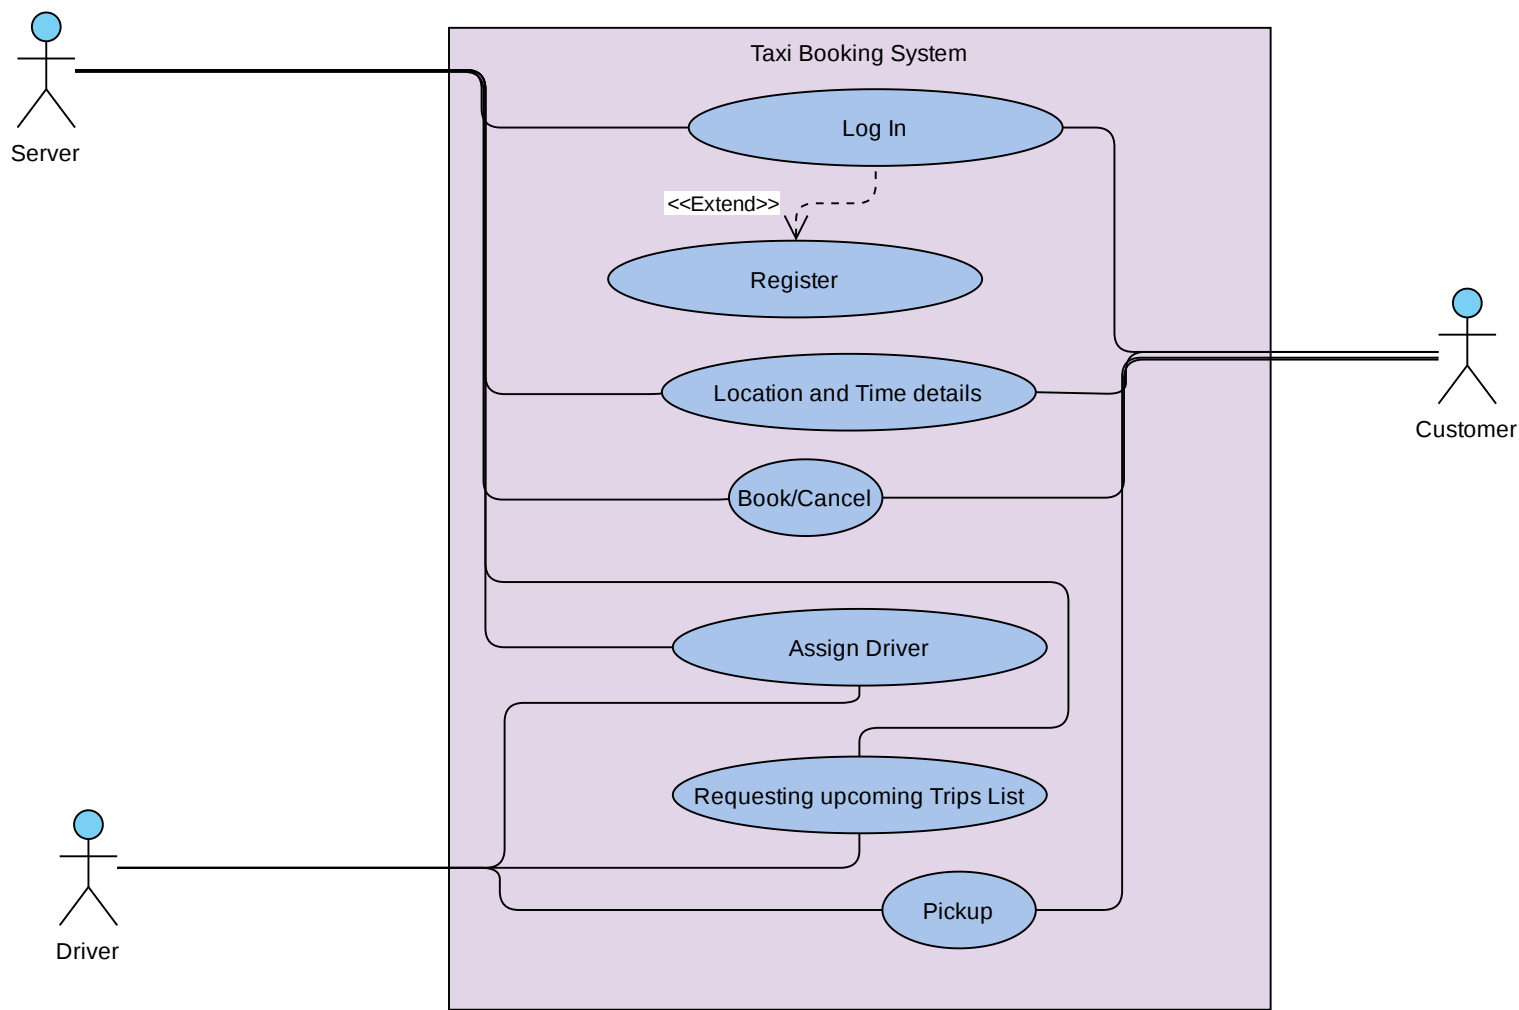 Taxi Booking System
Log In
Server
<<Extend>>
Register
Location and Time details
Customer
Book/Cancel
Assign Driver
Requesting upcoming Trips List
Pickup
Driver